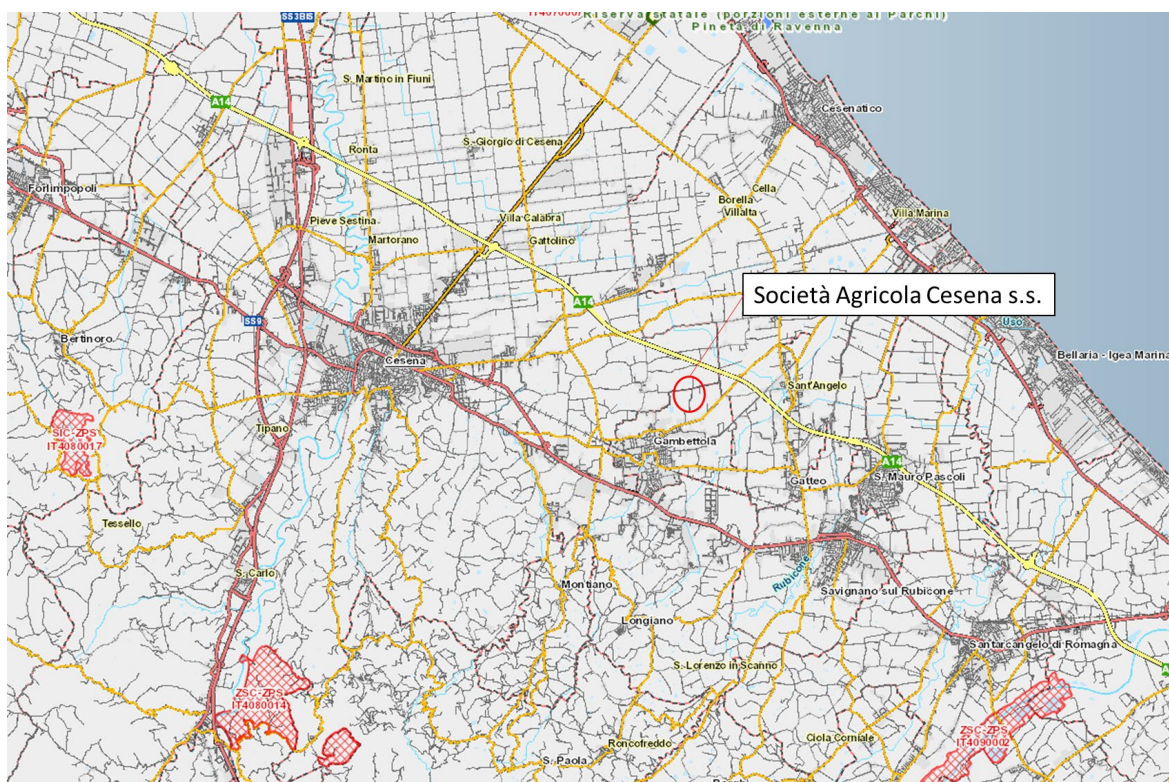 Riserva statale (porzioni esterne ai Parchi)
Pineta di Ravenna
SS3BIS
S. Martino in Fiuni
A14
Cesenatico
Ronta
S. Giorgio di Cesena
Forlimpopoli
Cella
Borella
Villalta
Villa Marina
Pieve Sestina
Villa Calabra
Martorano
Gattolino
Società Agricola Cesena s.s.
A14
SS9
Uso
Bertinoro
Cesena
Bellaria - Igea Marina
Sant'Angelo
SIC-ZPS
IT4080017
Tipano
Gambettola
A14
Gatteo
S. Mauro Pascoli
Tessello
S. Carlo
Montiano
Rubicone
Savignano sul Rubicone
Longiano
Santarcangelo di Romagna
S. Lorenzo in Scanno
ZSC-ZPS
IT4080014
Roncofreddo
Ciola Corniale
ZSC-ZPS
IT4090002
S. Paola